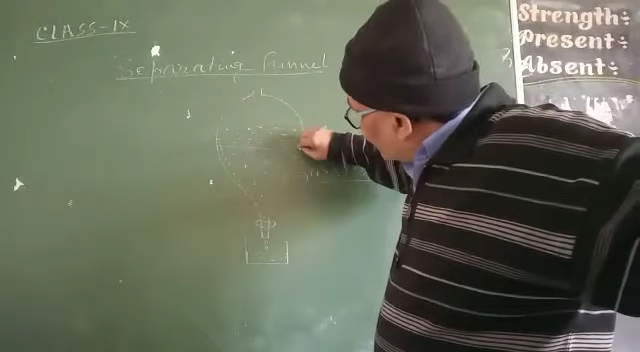 CLASS-IX
Separating Funnel
Strength:
Present:
Absent: